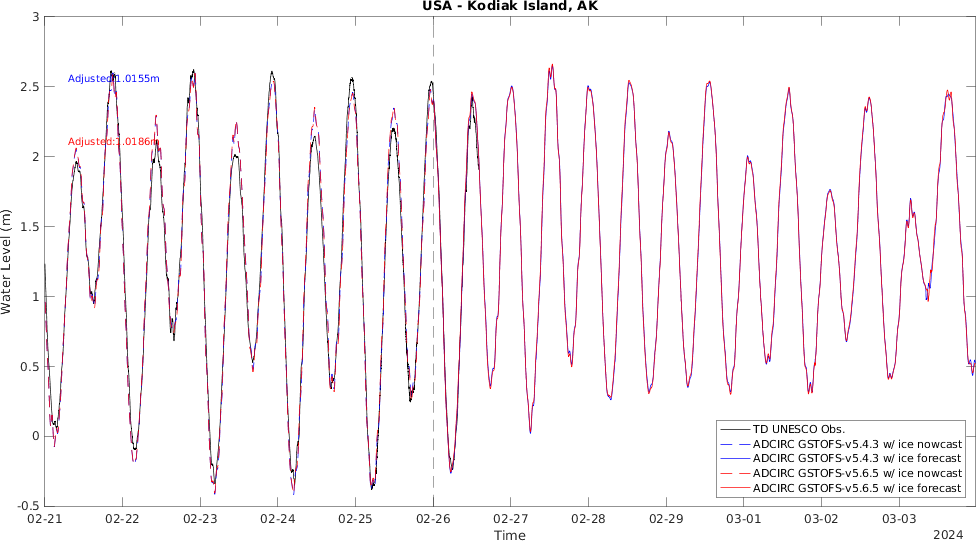 USA - Kodiak Island, AK
3
2.5
2
1.5
1
0.5
0
-0.5
Water Level (m)
Adjusted:1.0155m
Adjusted:1.0186m
TD UNESCO Obs.
ADCIRC GSTOFS-v5.4.3 w/ ice nowcast
ADCIRC GSTOFS-v5.4.3 w/ ice forecast
ADCIRC GSTOFS-v5.6.5 w/ ice nowcast
ADCIRC GSTOFS-v5.6.5 w/ ice forecast
02-21 02-22 02-23 02-24 02-25 02-26 02-27 02-28 02-29 03-01 03-02 03-03
Time
2024